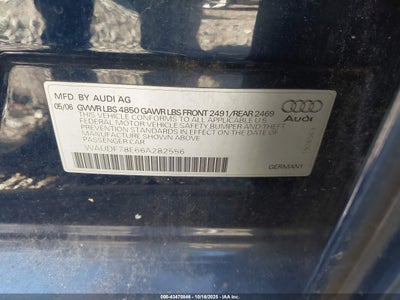 MFD. BY AUDI AG
05/06 GVWR LBS 4850 GAWR LBS FRONT 2491/REAR 2469
THIS VEHICLE CONFORMS TO ALL APPLICABLE U.S.
FEDERAL MOTOR VEHICLE SAFETY, BUMPER AND THEFT
PREVENTION STANDARDS IN EFFECT ON THE DATE OF
MANUFACTURE SHOWN ABOVE.
PASSENGER CAR
WAUDF78E66A282556
Audi
GERMANY
000-43470046 - 10/18/2025 - IAA Inc.